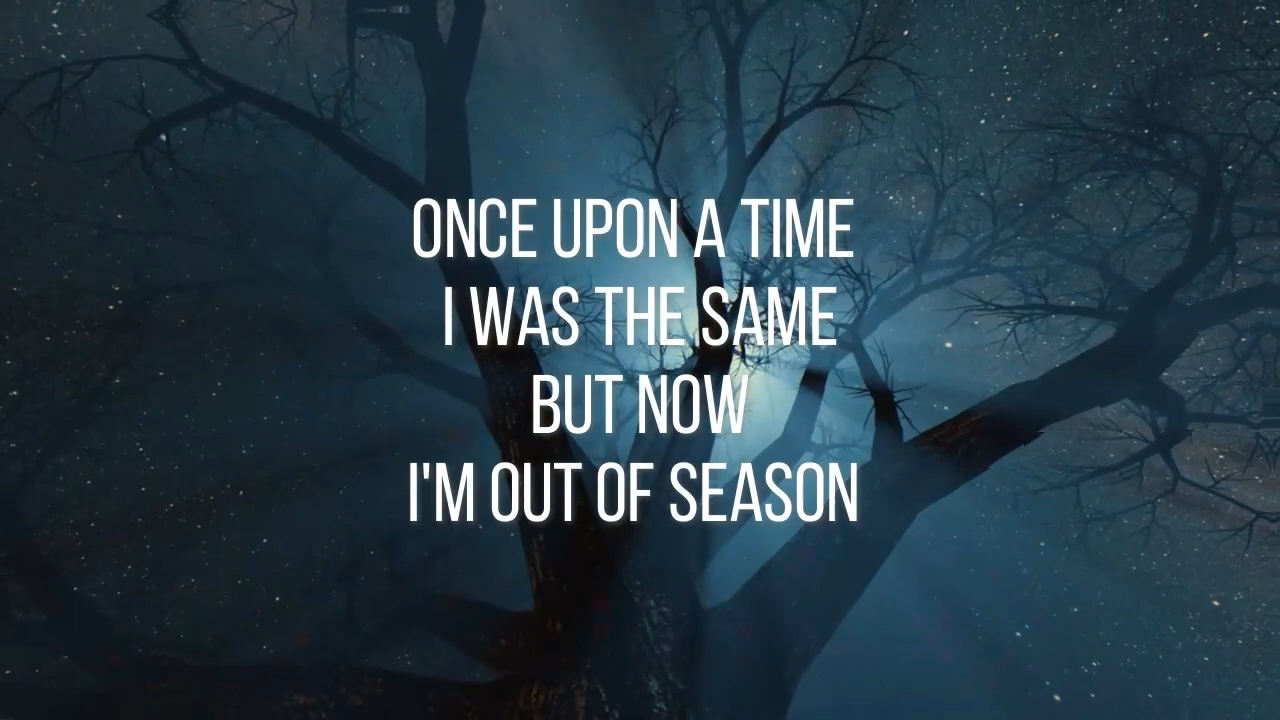 ONCE UPON A TIME
I WAS THE SAME
BUT NOW
I'M OUT OF SEASON